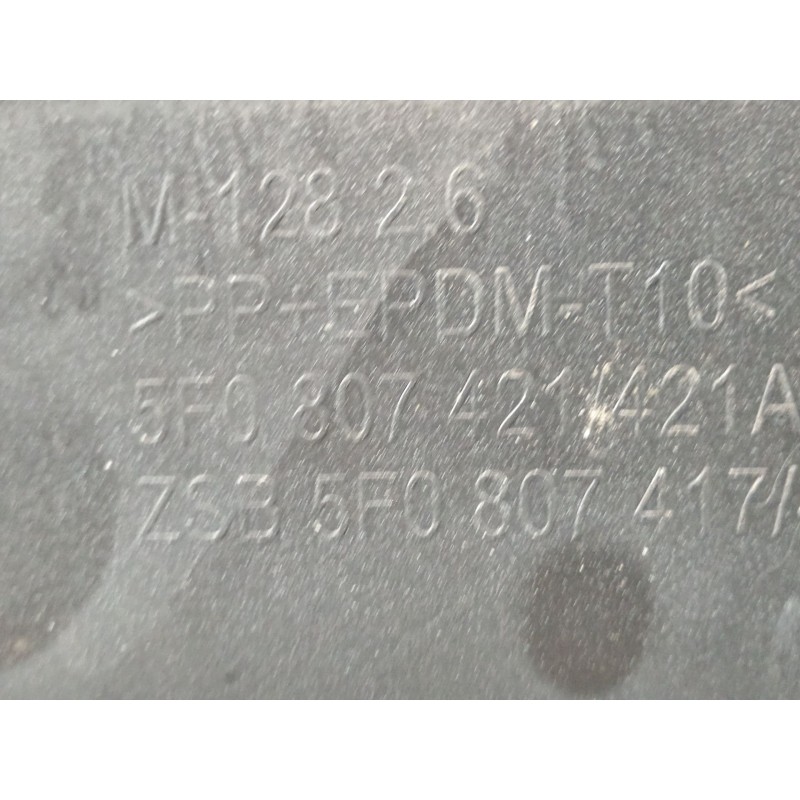 M-128.2.6
>PP+EPDM-T10<
5F0 807 421/421A
ZSB 5F0 807 417/